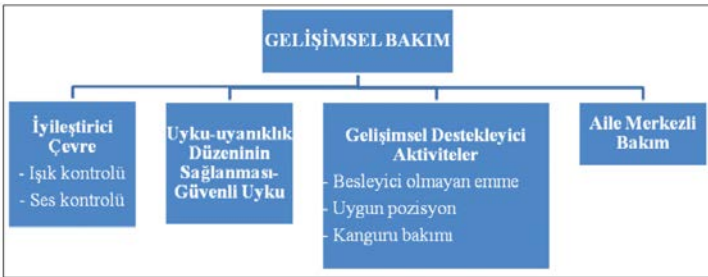 GELİŞİMSEL BAKIM
İyileştirici
Çevre
- Işık kontrolü
- Ses kontrolü
Uyku-uyanıklık
Düzeninin
Sağlanması-
Güvenli Uyku
Gelişimsel Destekleyici
Aktiviteler
- Besleyici olmayan emme
- Uygun pozisyon
- Kanguru bakımı
Aile Merkezli
Bakım